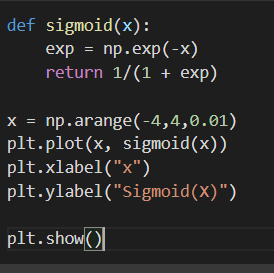 def sigmoid(x):
    exp = np.exp(-x)
    return 1/(1 + exp)

x = np.arange(-4,4,0.01)
plt.plot(x, sigmoid(x))
plt.xlabel("x")
plt.ylabel("Sigmoid(X)")

plt.show()